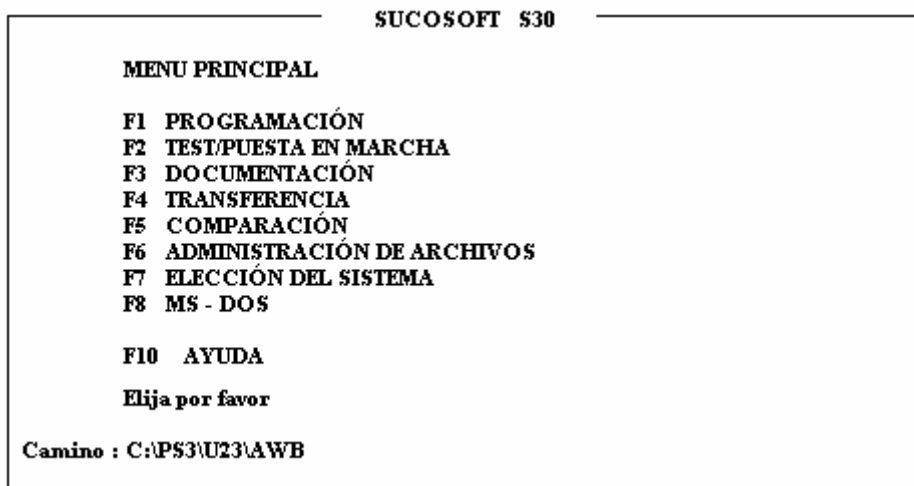 SUCOSOFT S30
MENU PRINCIPAL
F1 PROGRAMACIÓN
F2 TEST/PUESTA EN MARCHA
F3 DOCUMENTACIÓN
F4 TRANSFERENCIA
F5 COMPARACIÓN
F6 ADMINISTRACIÓN DE ARCHIVOS
F7 ELECCIÓN DEL SISTEMA
F8 MS - DOS
F10 AYUDA
Elija por favor
Camino : C:\PS3\U23\AWB